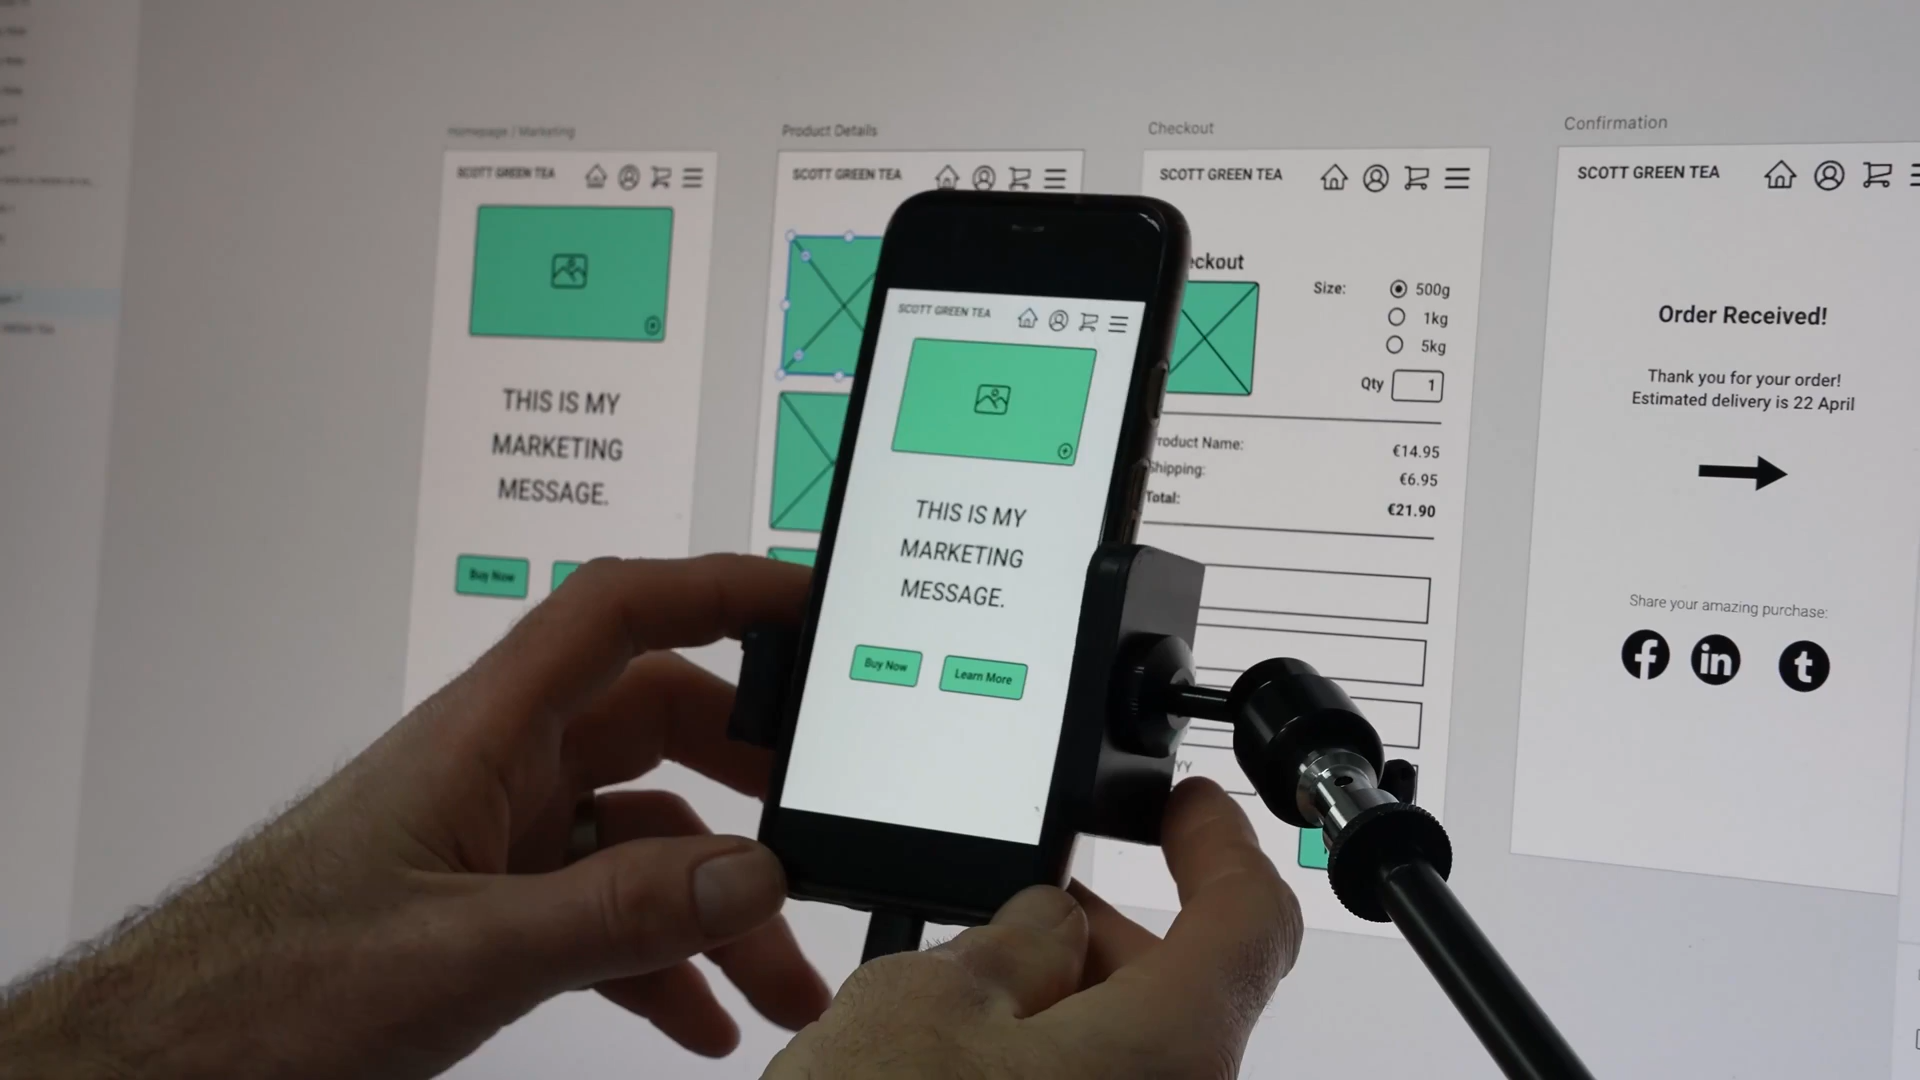 Homepage / Marketing
SCOTT GREEN TEA
THIS IS MY
MARKETING
MESSAGE.
Buy Now
Product Details
SCOTT GREEN TEA
SCOTT GREEN TEA
THIS IS MY
MARKETING
MESSAGE.
Buy Now
Learn More
Checkout
SCOTT GREEN TEA
eckout
Size:
500g
1kg
5kg
Qty
1
roduct Name:
€14.95
Shipping:
€6.95
Total:
€21.90
YY
Confirmation
SCOTT GREEN TEA
Order Received!
Thank you for your order!
Estimated delivery is 22 April
Share your amazing purchase:
f
in
t